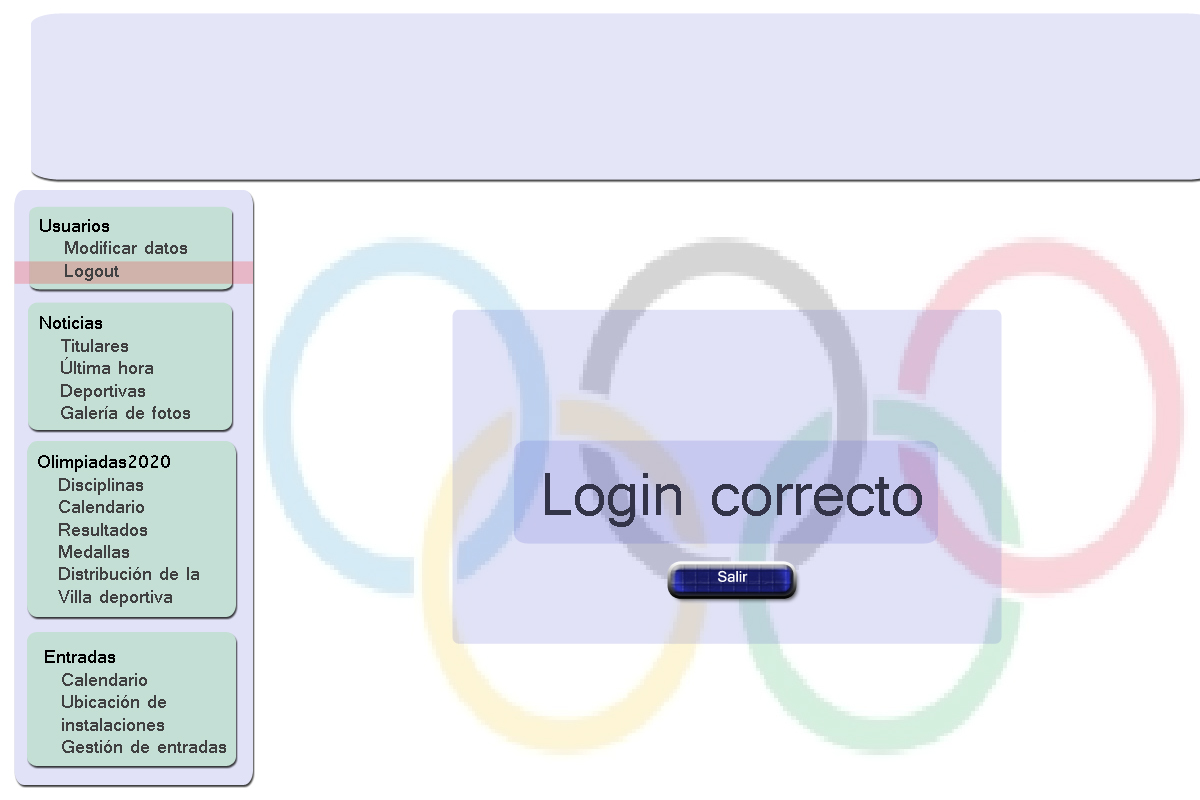 Usuarios
Modificar datos
Logout
Noticias
Titulares
Última hora
Deportivas
Galería de fotos
Olimpiadas2020
Disciplinas
Calendario
Resultados
Medallas
Distribución de la
Villa deportiva
Entradas
Calendario
Ubicación de
instalaciones
Gestión de entradas
Login correcto
Salir